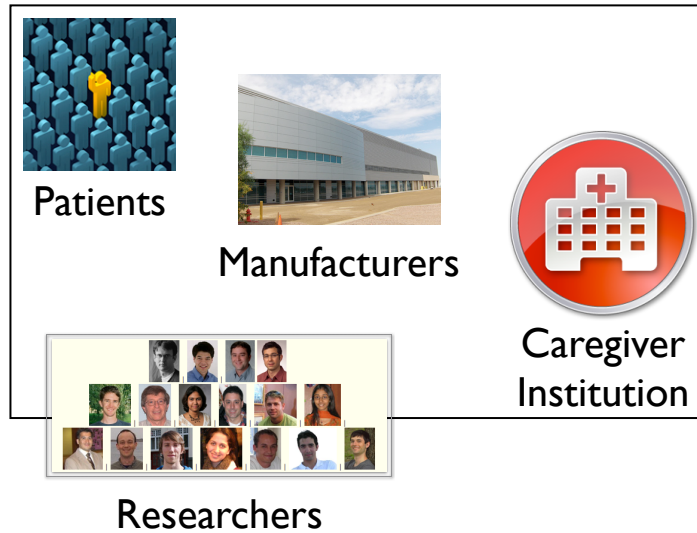 Patients
Manufacturers
Caregiver
Institution
Researchers